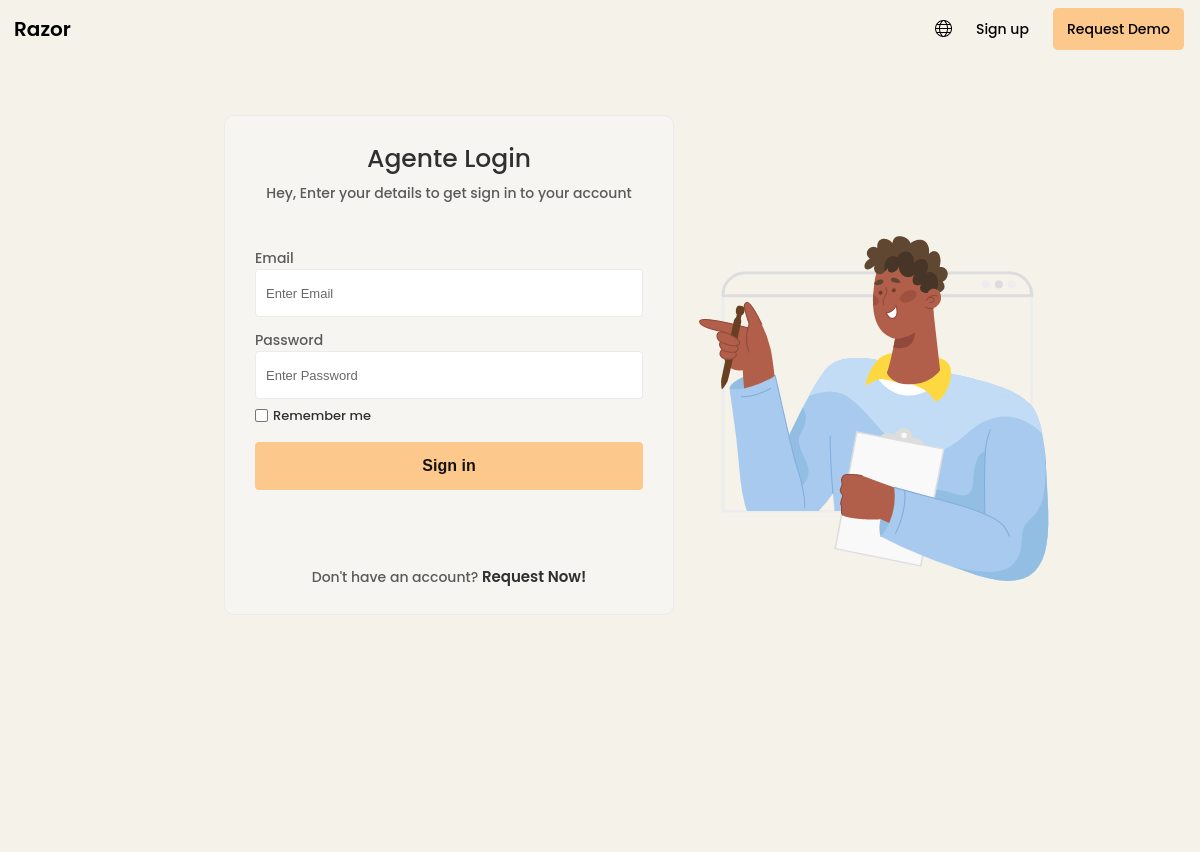 Razor
Sign up
Request Demo
Agente Login
Hey, Enter your details to get sign in to your account
Email
Enter Email
Password
Enter Password
Remember me
Sign in
Don't have an account? Request Now!